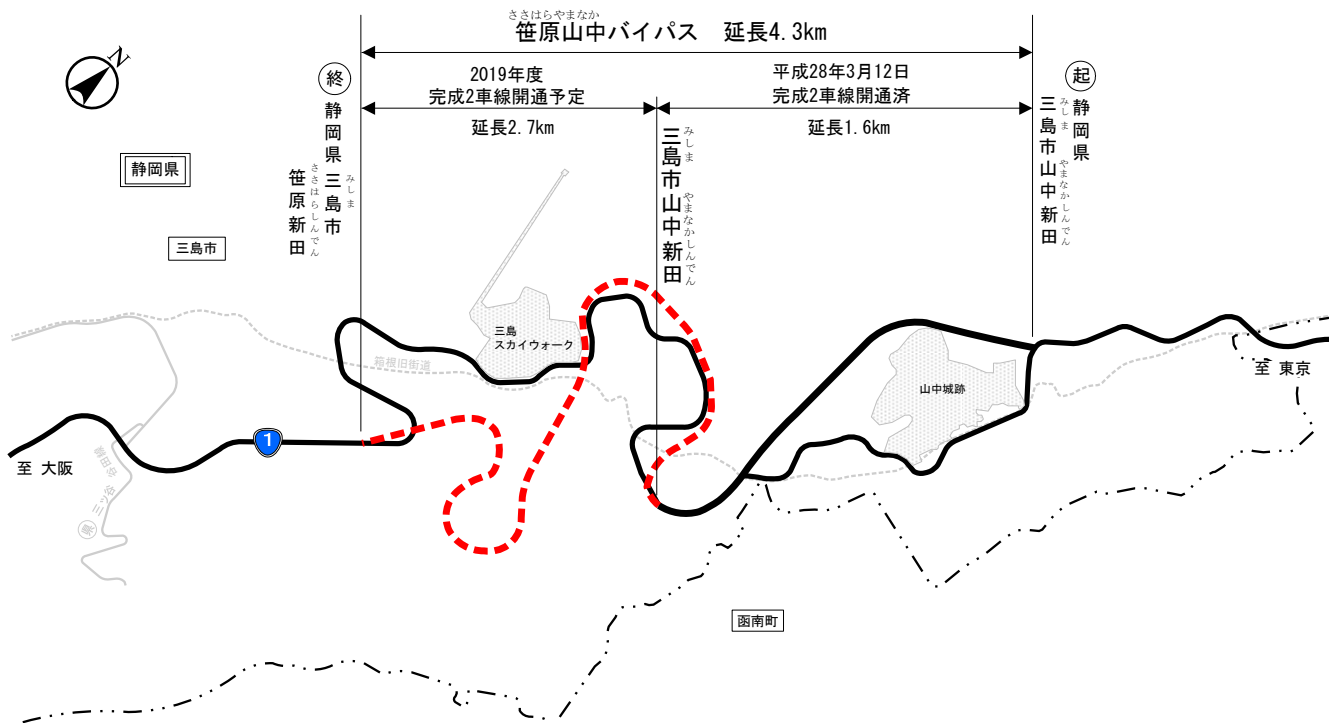 ささはらやまなか
笹原山中バイパス 延長4.3km
N
終
静岡県三島市
みしま
笹原新田
ささはらしんでん
2019年度
完成2車線開通予定
延長2.7km
平成28年3月12日
完成2車線開通済
延長1.6km
起
静岡県
三島市山中新田
みしま やまなかしんでん
三島市山中新田
みしま やまなかしんでん
静岡県
三島市
三島
スカイウォーク
箱根旧街道
山中城跡
至 東京
1
至 大阪
県 三ツ谷
函南町